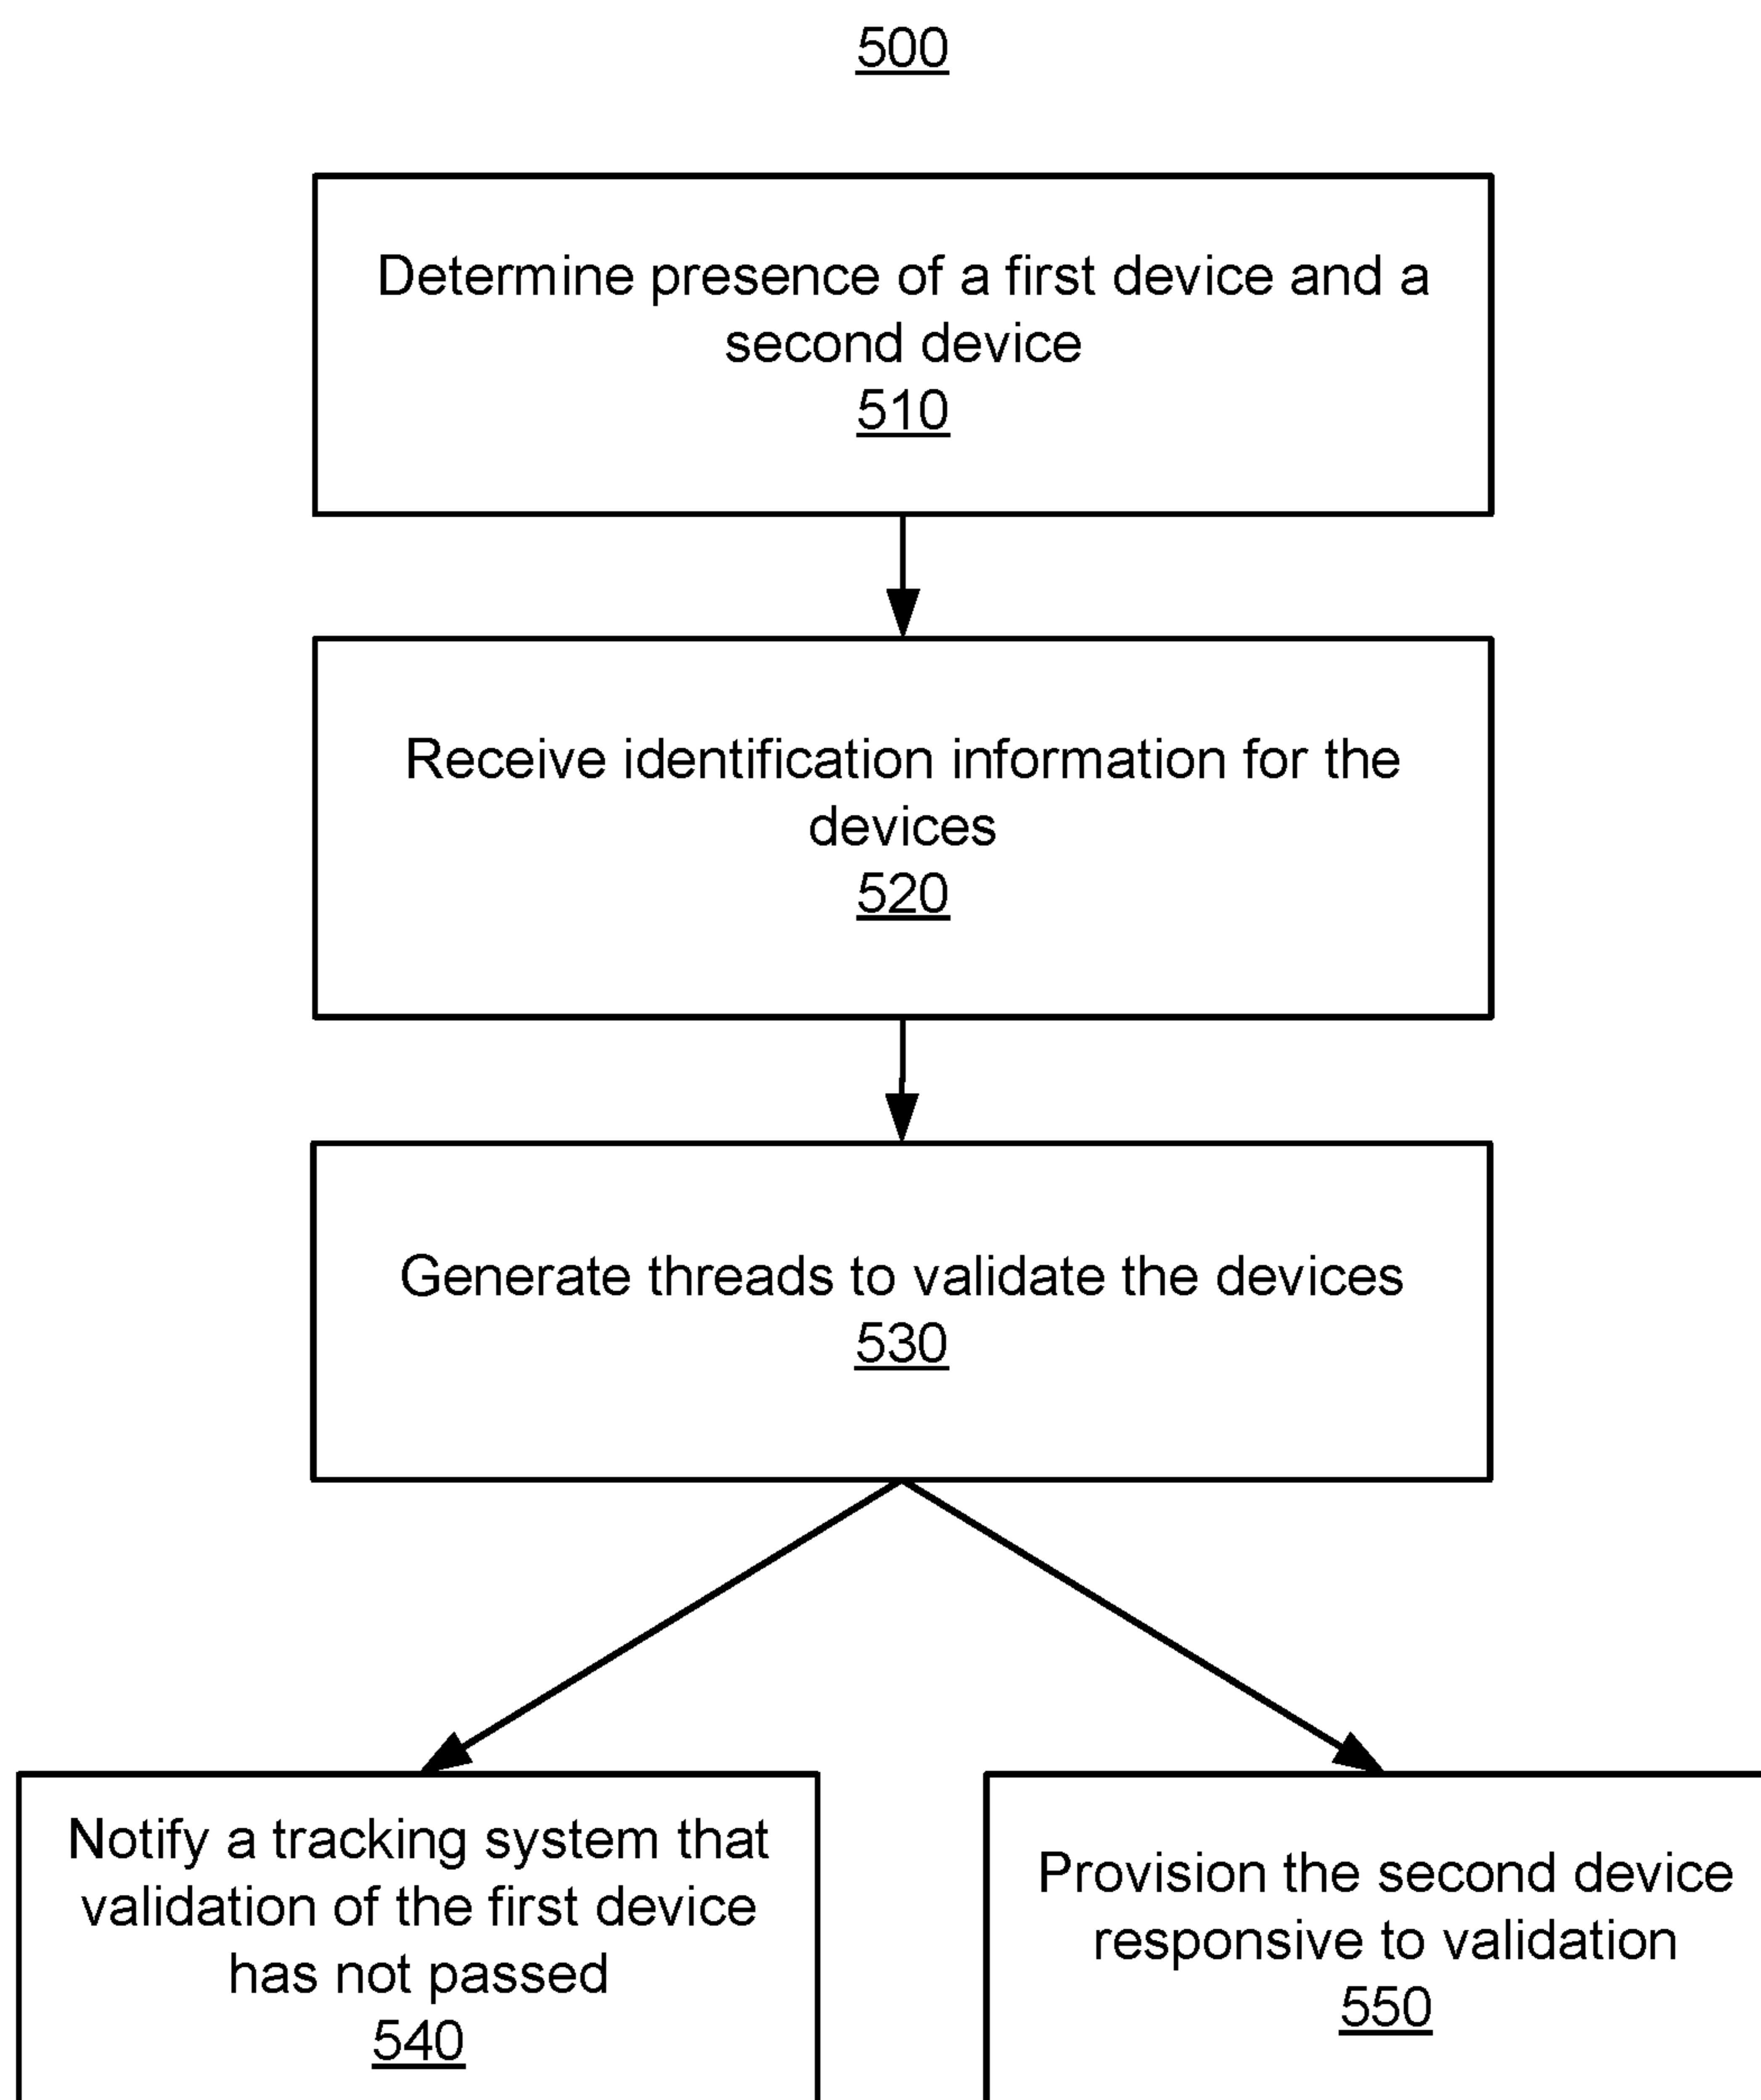 500
Determine presence of a first device and a
second device
510
Receive identification information for the
devices
520
Generate threads to validate the devices
530
Notify a tracking system that
validation of the first device
has not passed
540
Provision the second device
responsive to validation
550